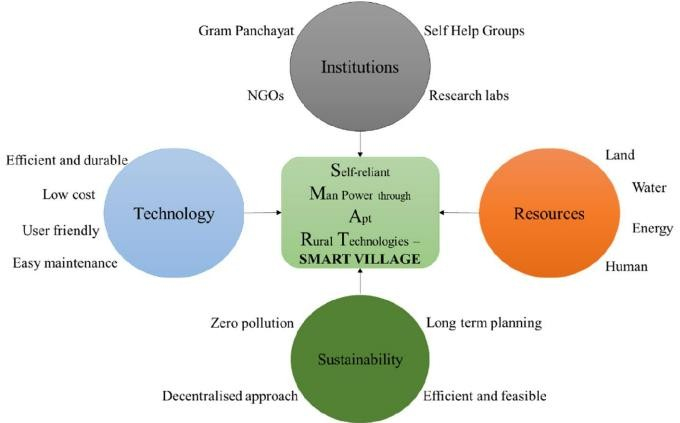 Gram Panchayat
Self Help Groups
Institutions
NGOs
Research labs
Efficient and durable
Low cost
User friendly
Easy maintenance
Technology
Self-reliant
Man Power through
Apt
Rural Technologies –
SMART VILLAGE
Resources
Land
Water
Energy
Human
Zero pollution
Long term planning
Sustainability
Decentralised approach
Efficient and feasible